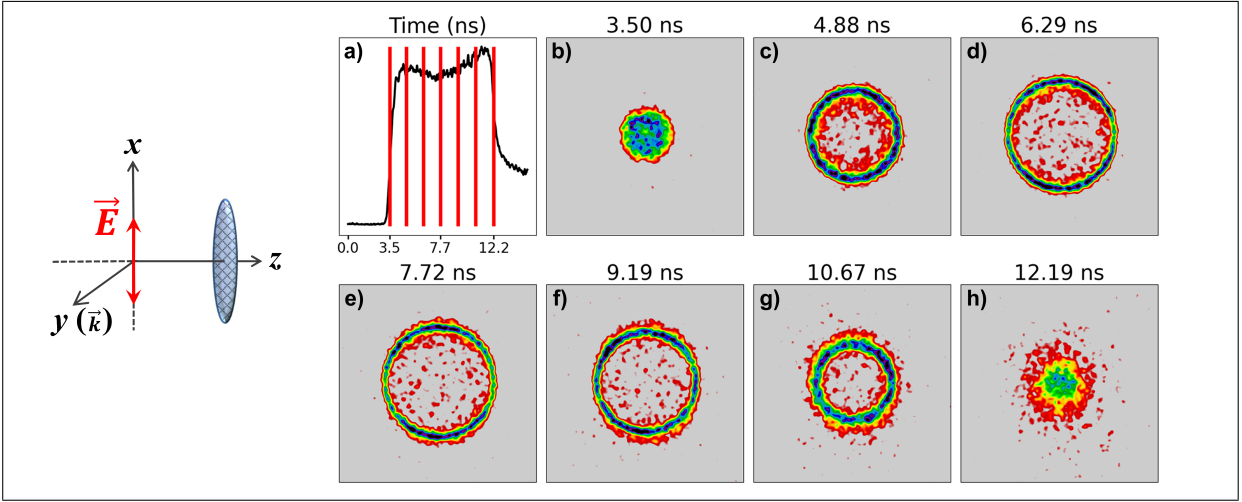 x
E
z
y (k)
Time (ns)
a)
0.0 3.5 7.7 12.2
3.50 ns
b)
4.88 ns
c)
6.29 ns
d)
7.72 ns
e)
9.19 ns
f)
10.67 ns
g)
12.19 ns
h)